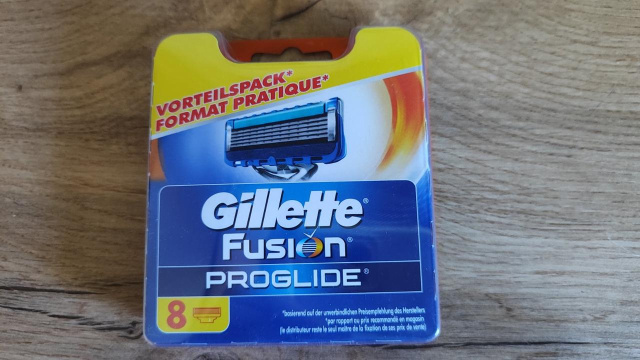 VORTEILSPACK*
FORMAT PRATIQUE*
Gillette®
Fusion®
PROGLIDE®
8
*basierend auf der unverbindlichen Preisempfehlung des Herstellers
*par rapport au prix recommandé en magasin
(le distributeur reste le seul maître de la fixation de ses prix de vente)